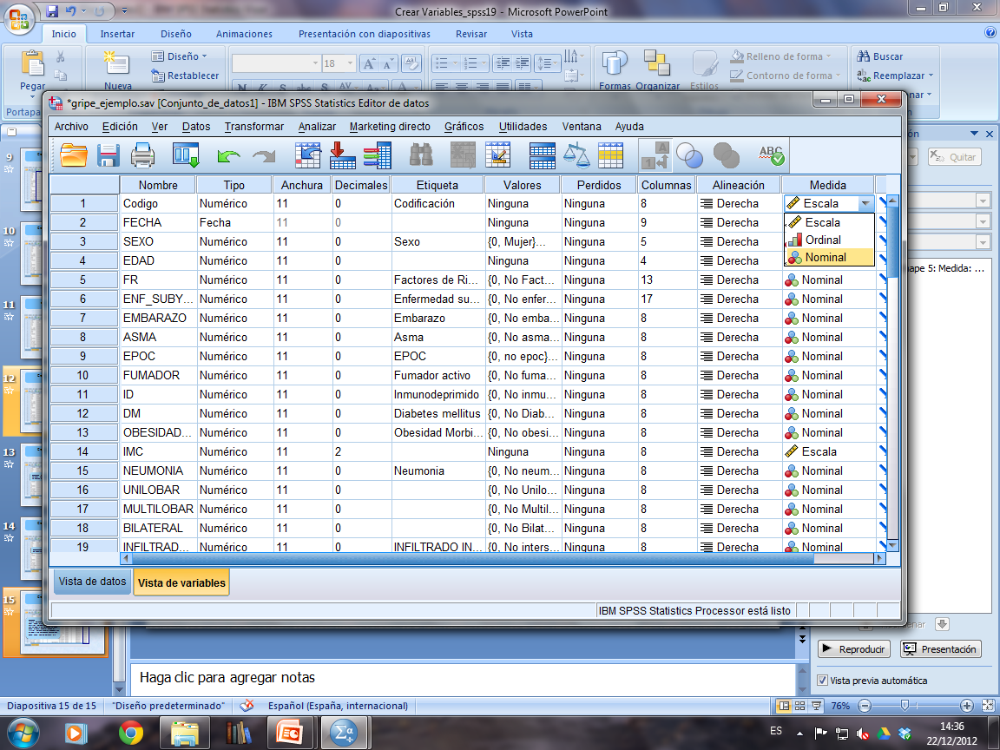 Crear Variables_spss19 - Microsoft PowerPoint
Inicio Insertar Diseño Animaciones Presentación con diapositivas Revisar Vista
Pegar
Nueva
Diseño
Restablecer
18
Formas Organizar Estilos
Relleno de forma
Contorno de forma
Buscar
Reemplazar
Portapa
*gripe_ejemplo.sav [Conjunto_de_datos1] - IBM SPSS Statistics Editor de datos
Archivo Edición Ver Datos Transformar Analizar Marketing directo Gráficos Utilidades Ventana Ayuda
Nombre Tipo Anchura Decimales Etiqueta Valores Perdidos Columnas Alineación Medida
1 Codigo Numérico 11 0 Codificación Ninguna Ninguna 8 Derecha Escala
2 FECHA Fecha 11 0 Ninguna Ninguna 9 Derecha
3 SEXO Numérico 11 0 Sexo {0, Mujer}... Ninguna 5 Derecha
4 EDAD Numérico 11 0 Ninguna Ninguna 4 Derecha
Escala
Ordinal
Nominal
5 FR Numérico 11 0 Factores de Ri... {0, No Fact... Ninguna 13 Derecha Nominal
6 ENF_SUBY... Numérico 11 0 Enfermedad su... {0, No enfer... Ninguna 17 Derecha Nominal
7 EMBARAZO Numérico 11 0 Embarazo {0, No emba... Ninguna 8 Derecha Nominal
8 ASMA Numérico 11 0 Asma {0, No asma... Ninguna 8 Derecha Nominal
9 EPOC Numérico 11 0 EPOC {0, no epoc}... Ninguna 8 Derecha Nominal
10 FUMADOR Numérico 11 0 Fumador activo {0, No fuma... Ninguna 8 Derecha Nominal
11 ID Numérico 11 0 Inmunodeprimido {0, No inmu... Ninguna 8 Derecha Nominal
12 DM Numérico 11 0 Diabetes mellitus {0, No Diab... Ninguna 8 Derecha Nominal
13 OBESIDAD... Numérico 11 0 Obesidad Morbi... {0, No obesi... Ninguna 8 Derecha Nominal
14 IMC Numérico 11 2 Ninguna Ninguna 8 Derecha Escala
15 NEUMONIA Numérico 11 0 Neumonia {0, No neum... Ninguna 8 Derecha Nominal
16 UNILOBAR Numérico 11 0 {0, No Unilo... Ninguna 8 Derecha Nominal
17 MULTILOBAR Numérico 11 0 {0, No Multil... Ninguna 8 Derecha Nominal
18 BILATERAL Numérico 11 0 {0, No Bilat... Ninguna 8 Derecha Nominal
19 INFILTRAD... Numérico 11 0 INFILTRADO IN... {0, No inters... Ninguna 8 Derecha Nominal
Vista de datos Vista de variables
IBM SPSS Statistics Processor está listo
9
10
11
12
13
14
15
Quitar
ape 5: Medida: ...
Reproducir Presentación
Vista previa automática
Haga clic para agregar notas
Diapositiva 15 de 15 "Diseño predeterminado" Español (España, internacional) 76%
ES
14:36
22/12/2012